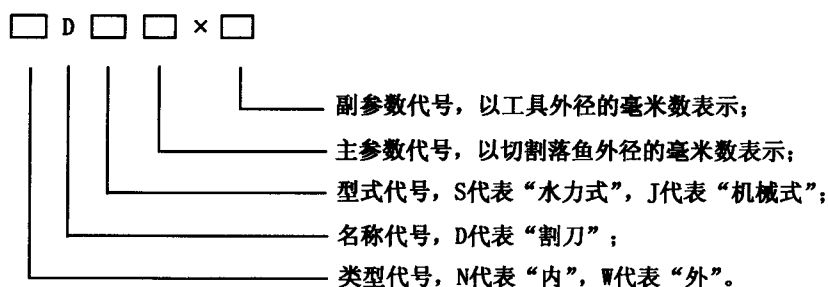 □ D □ □ × □
副参数代号，以工具外径的毫米数表示；
主参数代号，以切割落鱼外径的毫米数表示；
型式代号，S代表“水力式”，J代表“机械式”；
名称代号，D代表“割刀”；
类型代号，N代表“内”，W代表“外”。